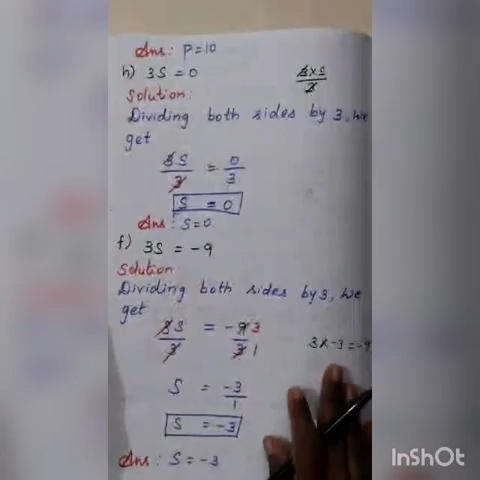 Ans: P=10
h) 3S = 0
3×S
3
Solution:
Dividing both sides by 3, we
get
3S = 0
3 3
S = 0
Ans: S=0
f) 3S = -9
Solution:
Dividing both sides by 3, we
get
3S = -9 3
3 3 1
3×-3=-9
S = -3
1
S = -3
Ans: S=-3
InShOt